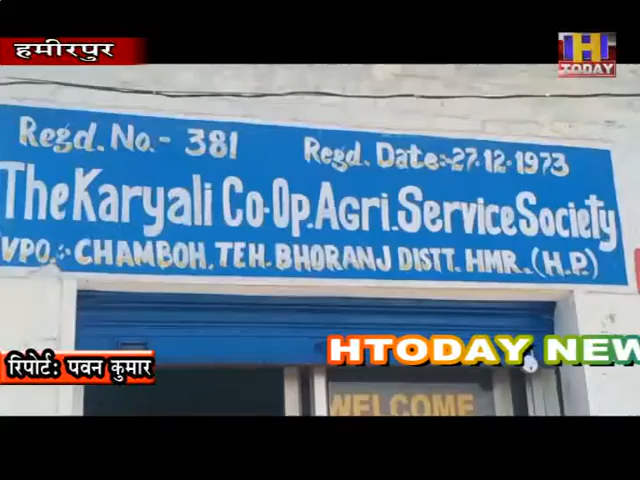 हमीरपुर
H
TODAY
Regd. No.- 381 Regd. Date:-27.12.1973
The Karyali Co-Op. Agri. Service Society
VPO.:- CHAMBOH. TEH. BHORANJ DISTT. HMR. (H.P.)
HTODAY NEW
रिपोर्ट: पवन कुमार
WELCOME